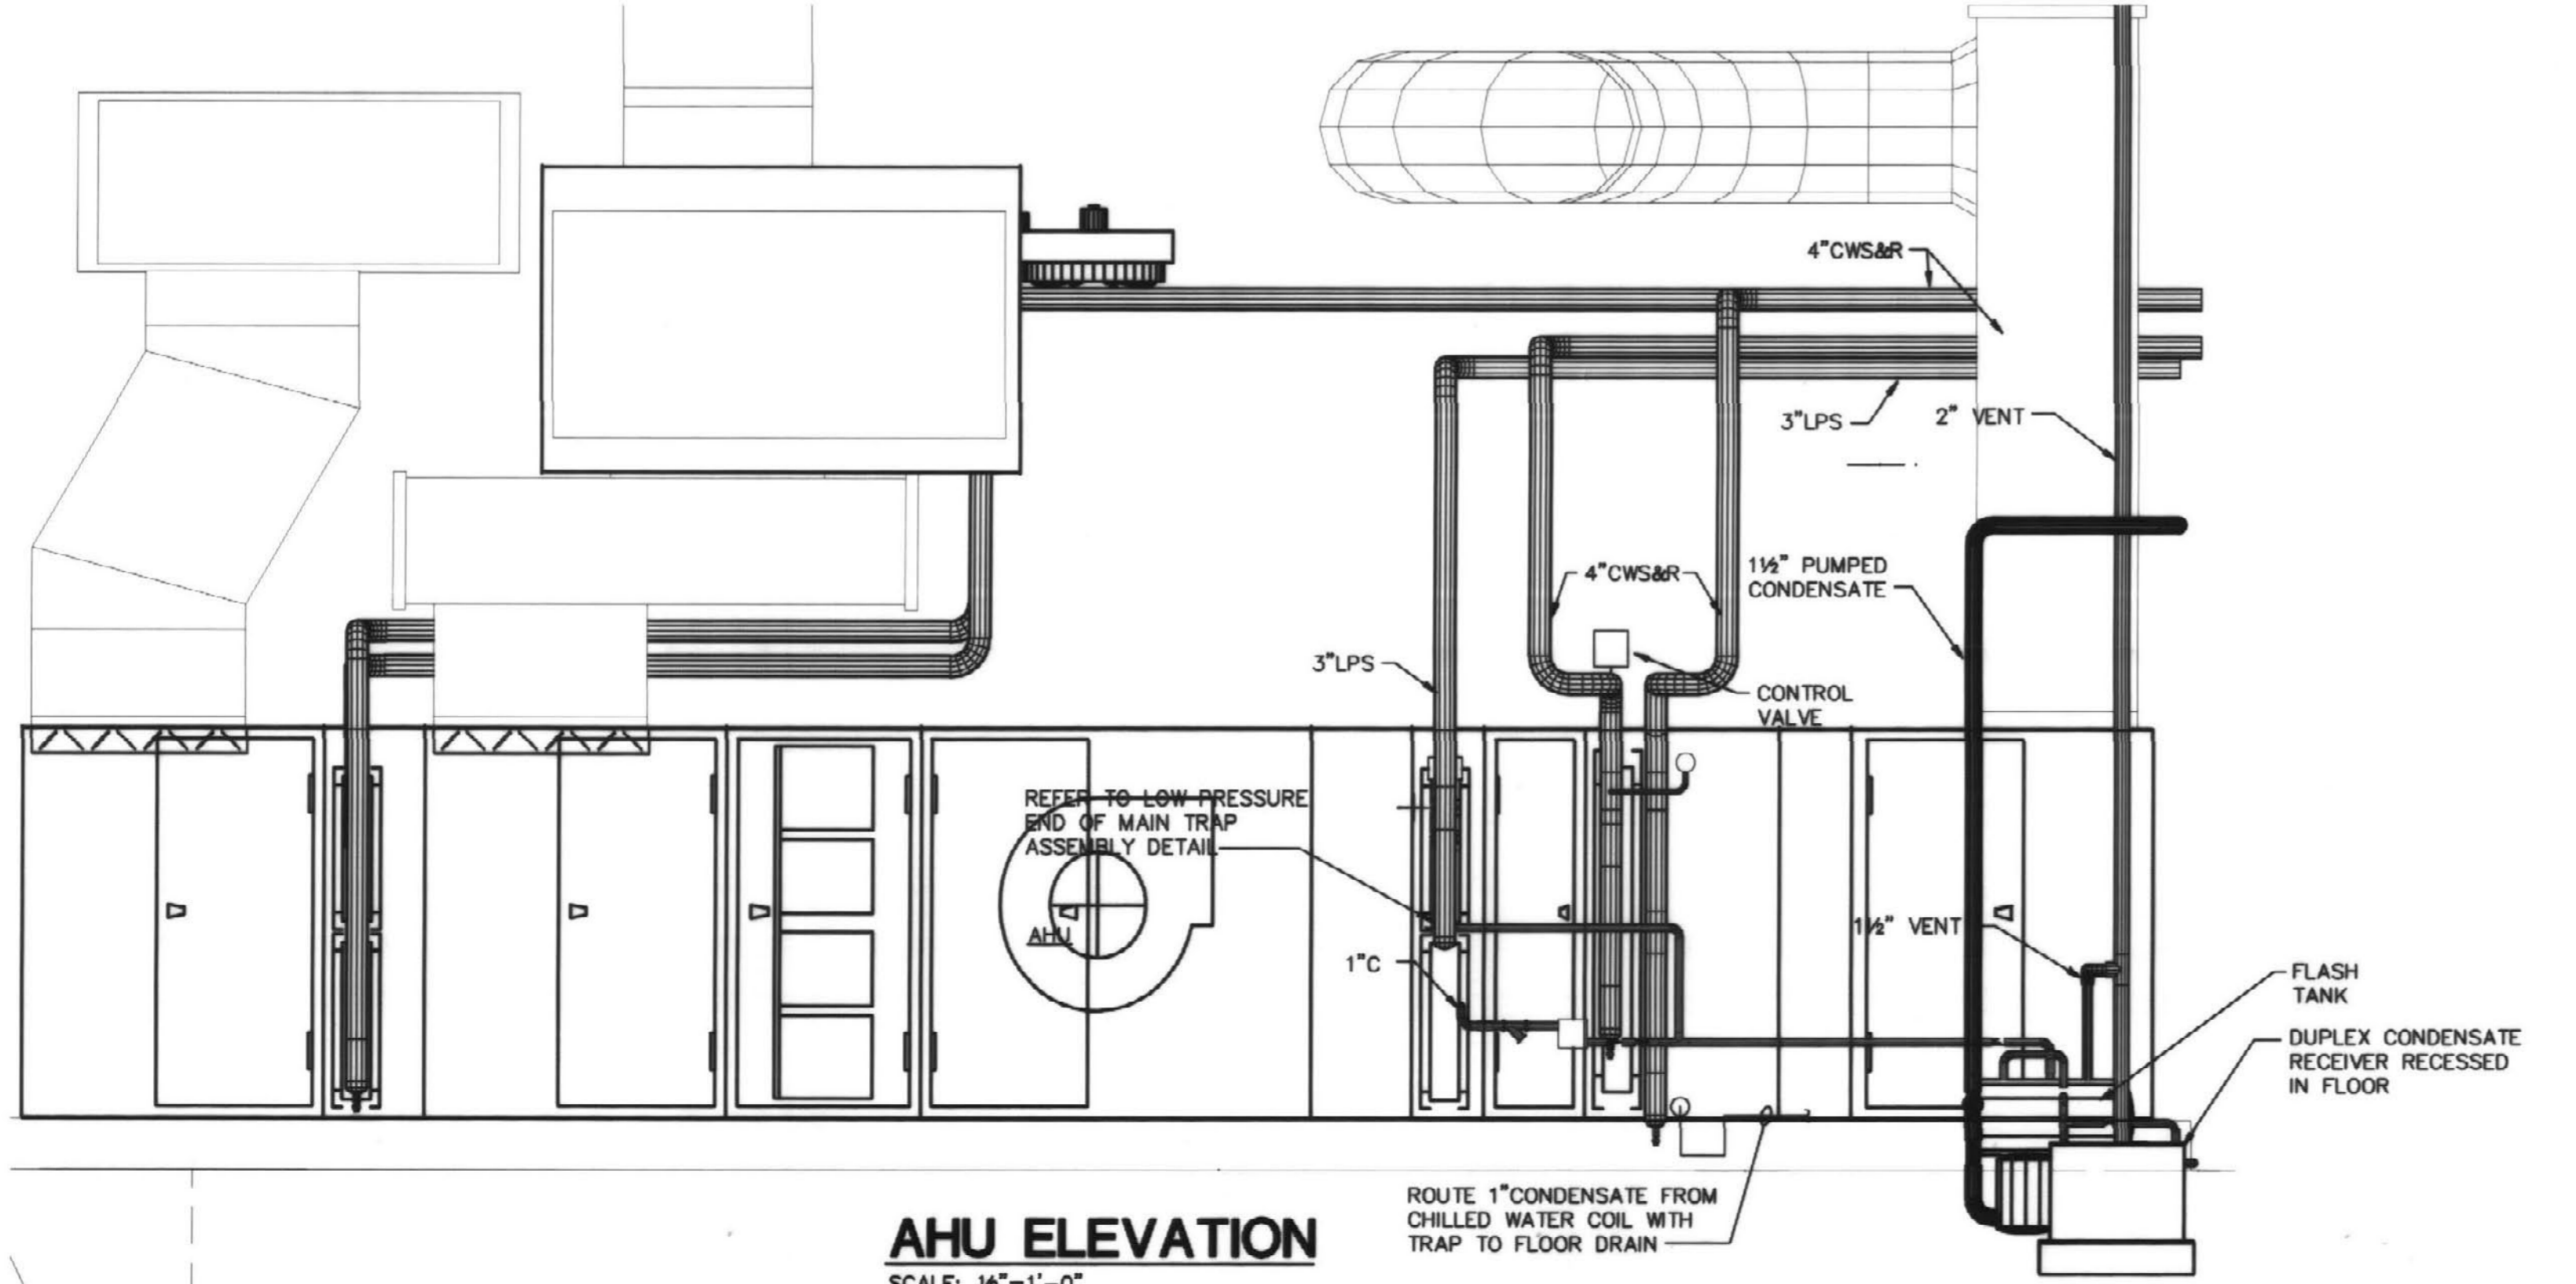 4"CWS&R
3"LPS
2" VENT
4"CWS&R
1½" PUMPED
CONDENSATE
3"LPS
CONTROL
VALVE
REFER TO LOW PRESSURE
END OF MAIN TRAP
ASSEMBLY DETAIL
AHU
1"C
1½" VENT
FLASH
TANK
DUPLEX CONDENSATE
RECEIVER RECESSED
IN FLOOR
ROUTE 1"CONDENSATE FROM
CHILLED WATER COIL WITH
TRAP TO FLOOR DRAIN
AHU ELEVATION
SCALE: